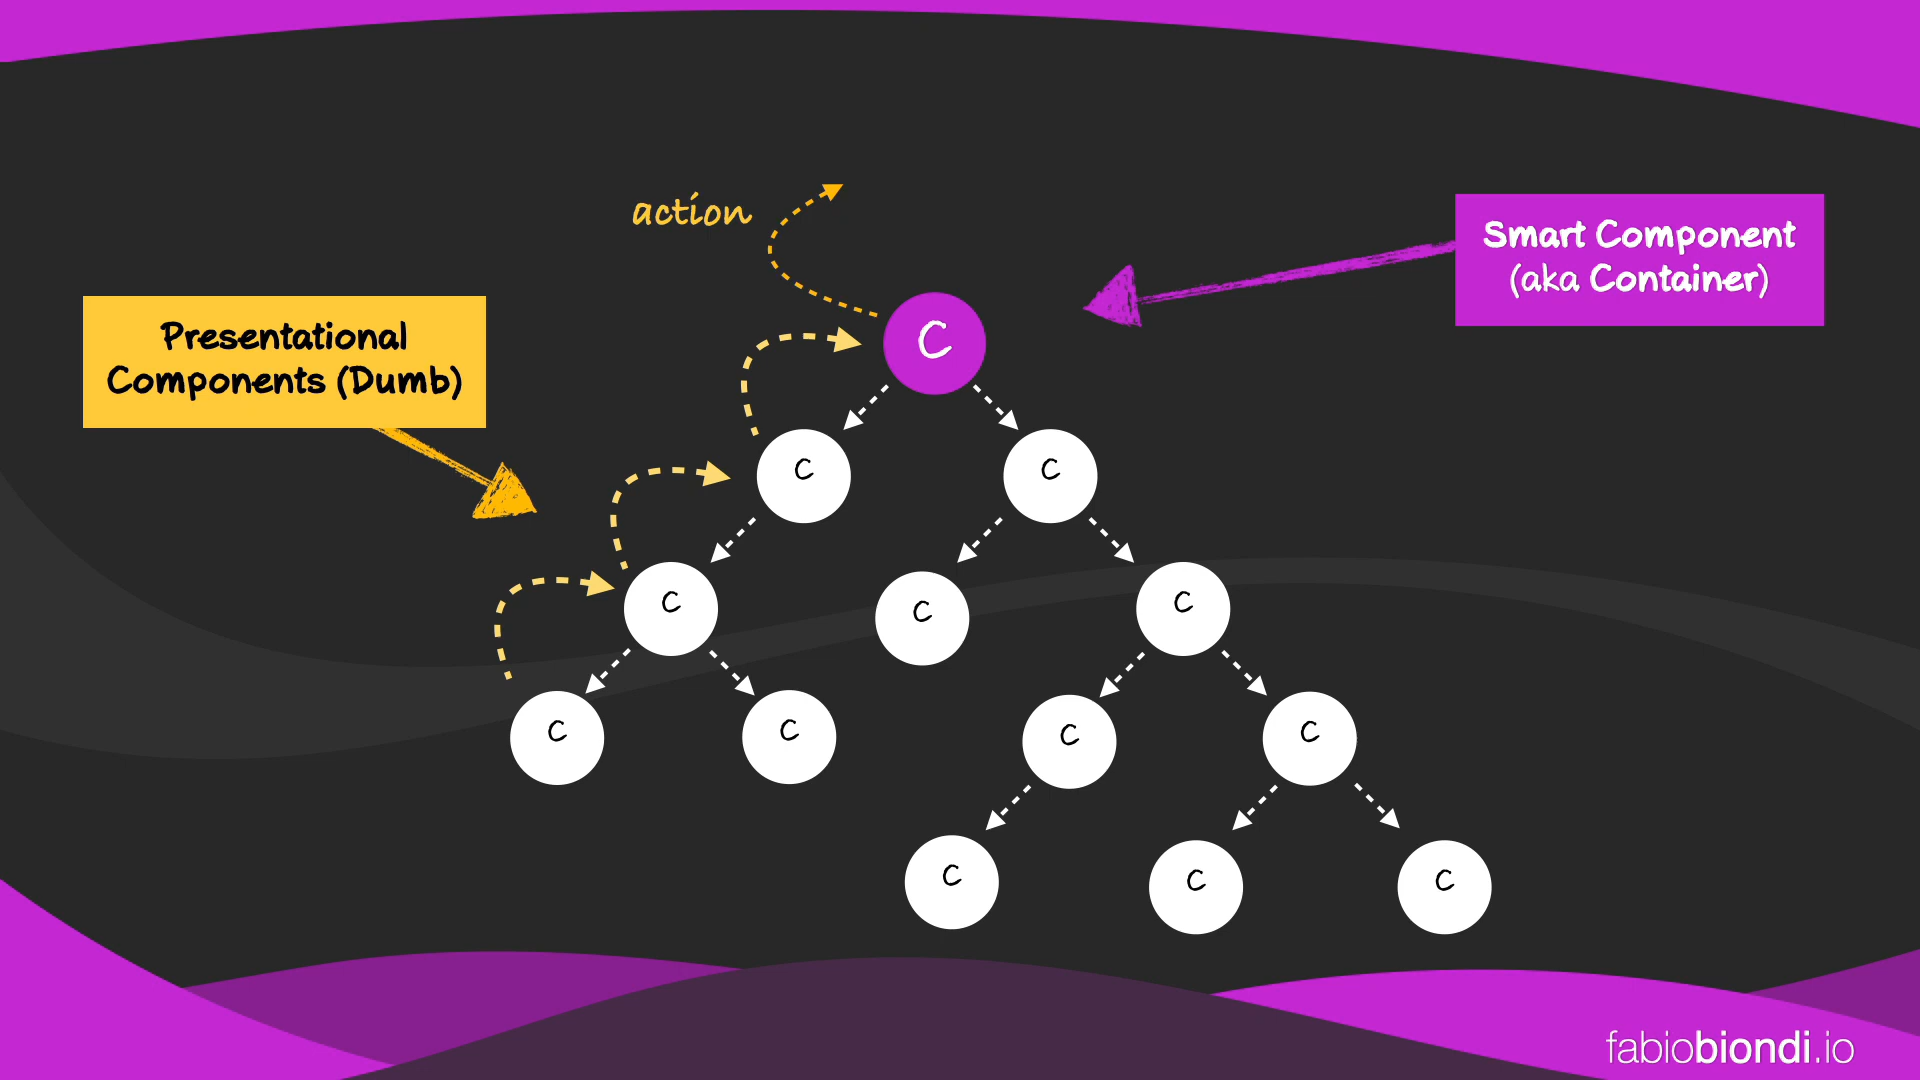 action
Smart Component
(aka Container)
Presentational
Components (Dumb)
C
C
C
C
C
C
C
C
C
C
C
C
C
fabiobiondi.io